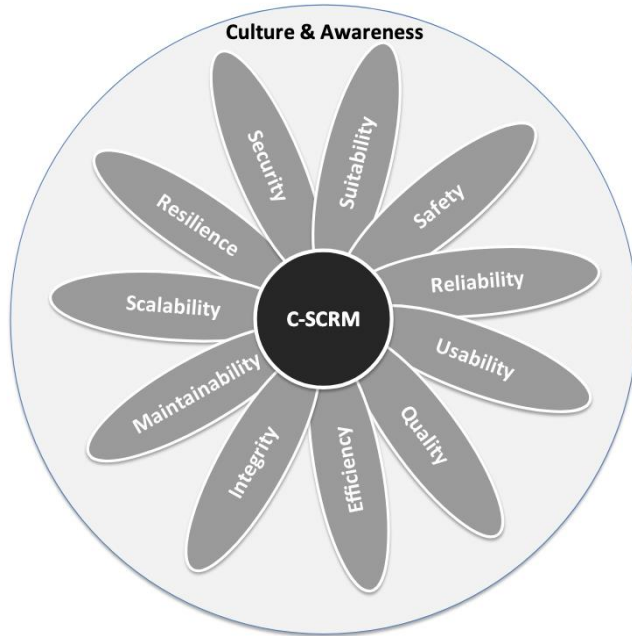 Culture & Awareness
Security
Suitability
Safety
Resilience
Reliability
Scalability
C-SCRM
Usability
Maintainability
Quality
Integrity
Efficiency